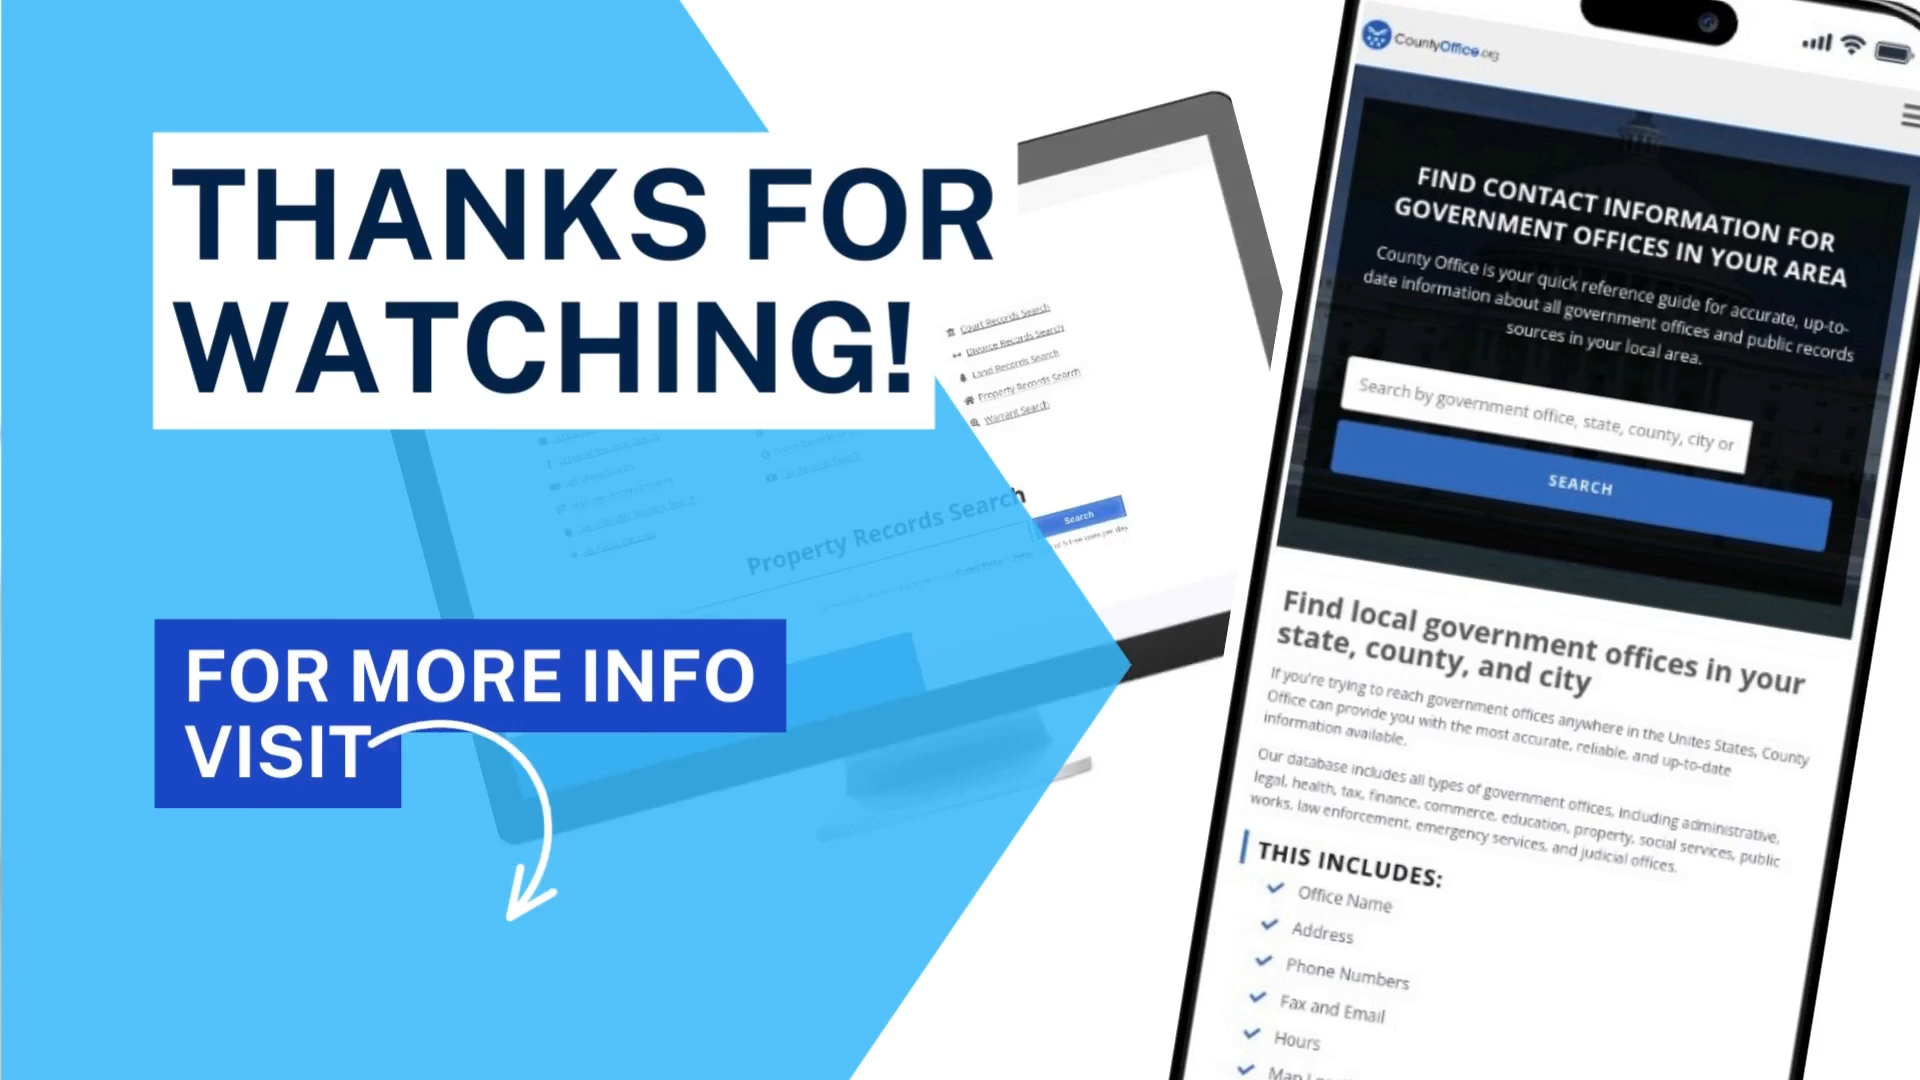 THANKS FOR
WATCHING!
FOR MORE INFO
VISIT
Court Records Search
Divorce Records Search
Land Records Search
Property Records Search
Warrant Search
Property Records Search
Search
CountyOffice.org
FIND CONTACT INFORMATION FOR
GOVERNMENT OFFICES IN YOUR AREA
County Office is your quick reference guide for accurate, up-to-
date information about all government offices and public records
sources in your local area.
Search by government office, state, county, city or
SEARCH
Find local government offices in your
state, county, and city
If you're trying to reach government offices anywhere in the Unites States, County
Office can provide you with the most accurate, reliable, and up-to-date
information available.
Our database includes all types of government offices, including administrative,
legal, health, tax, finance, commerce, education, property, social services, public
works, law enforcement, emergency services, and judicial offices.
THIS INCLUDES:
Office Name
Address
Phone Numbers
Fax and Email
Hours